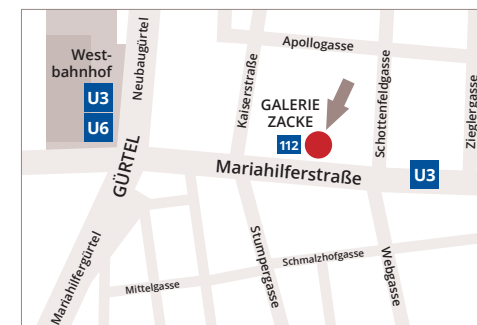 West-
bahnhof
U3
U6
Neubaugürtel
GÜRTEL
Mariahilfergürtel
Apollogasse
Kaiserstraße
GALERIE
ZACKE
112
Schottenfeldgasse
Zieglergasse
Mariahilferstraße
U3
Stumpergasse
Schmalzhofgasse
Webgasse
Mittelgasse